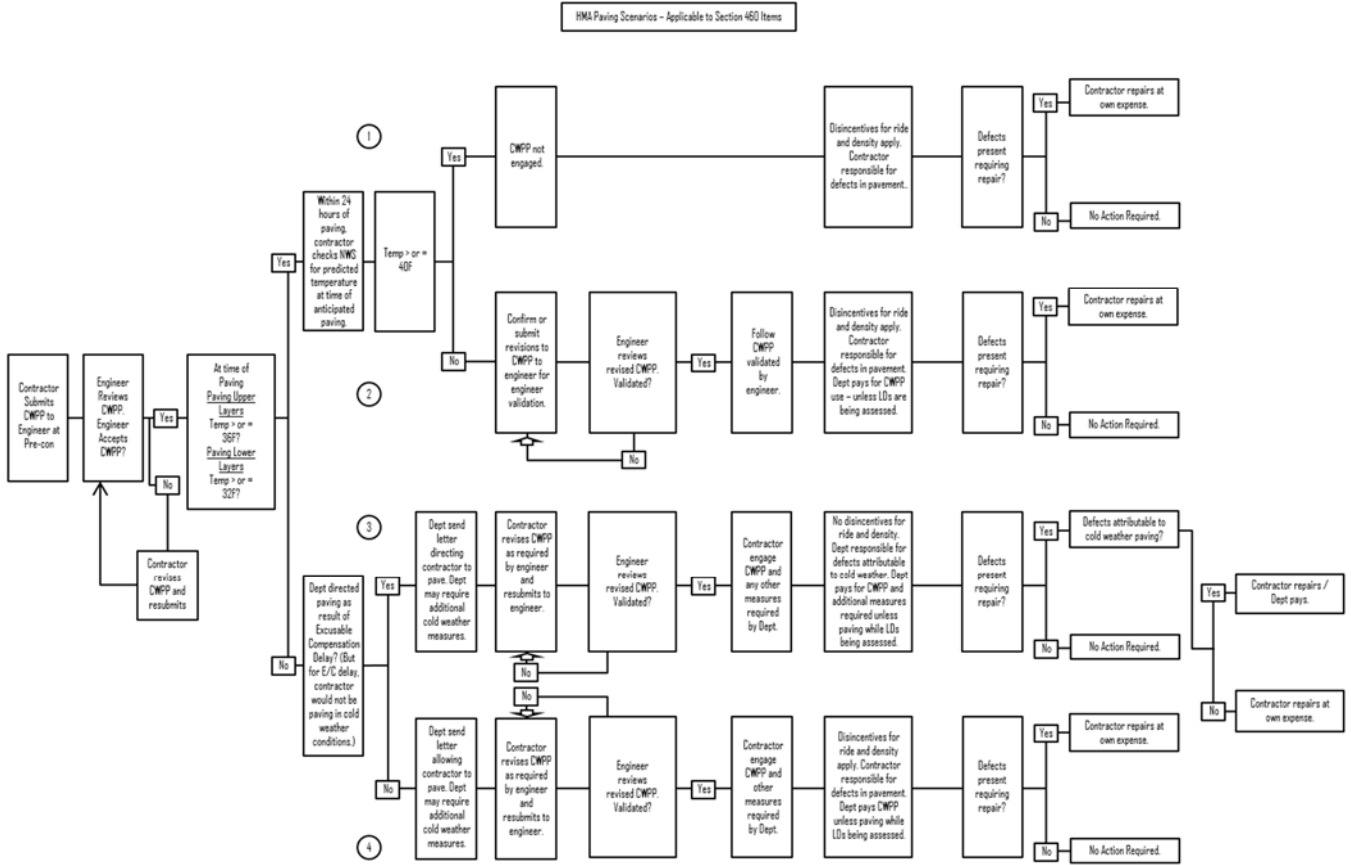 HMA Paving Scenarios – Applicable to Section 460 Items
Contractor
Submits
CWPP to
Engineer at
Pre-con
Engineer
Reviews
CWPP.
Engineer
Accepts
CWPP?
Yes
No
Contractor
revises
CWPP and
resubmits
At time of
Paving
Paving Upper
Layers
Temp > or =
36F?
Paving Lower
Layers
Temp > or =
32F?
Yes
Within 24
hours of
paving,
contractor
checks NWS
for predicted
temperature
at time of
anticipated
paving.
Temp > or =
40F
1
Yes
CWPP not
engaged.
Disincentives for ride
and density apply.
Contractor
responsible for
defects in pavement..
Defects
present
requiring
repair?
Yes
Contractor repairs at
own expense.
No
No Action Required.
2
No
Confirm or
submit
revisions to
CWPP to
engineer for
engineer
validation.
Engineer
reviews
revised CWPP.
Validated?
No
Yes
Follow
CWPP
validated
by
engineer.
Disincentives for ride
and density apply.
Contractor
responsible for
defects in pavement.
Dept pays for CWPP
use – unless LDs are
being assessed.
Defects
present
requiring
repair?
Yes
Contractor repairs at
own expense.
No
No Action Required.
No
Dept directed
paving as
result of
Excusable
Compensation
Delay? (But
for E/C delay,
contractor
would not be
paving in cold
weather
conditions.)
3
Yes
Dept send
letter
directing
contractor to
pave. Dept
may require
additional
cold weather
measures.
Contractor
revises CWPP
as required
by engineer
and
resubmits to
engineer.
Engineer
reviews
revised CWPP.
Validated?
No
Yes
Contractor
engage
CWPP and
any other
measures
required
by Dept.
No disincentives for
ride and density.
Dept responsible for
defects attributable
to cold weather. Dept
pays for CWPP and
additional measures
required unless
paving while LDs
being assessed.
Defects
present
requiring
repair?
Yes
Defects attributable to
cold weather paving?
Yes
Contractor repairs /
Dept pays.
No
Contractor repairs at
own expense.
No
No Action Required.
4
No
Dept send
letter
allowing
contractor to
pave. Dept
may require
additional
cold weather
measures.
Contractor
revises CWPP
as required
by engineer
and
resubmits to
engineer.
No
Engineer
reviews
revised CWPP.
Validated?
Yes
Contractor
engage
CWPP and
other
measures
required
by Dept.
Disincentives for
ride and density
apply. Contractor
responsible for
defects in pavement.
Dept pays CWPP
unless paving while
LDs being assessed.
Defects
present
requiring
repair?
Yes
Contractor repairs at
own expense.
No
No Action Required.